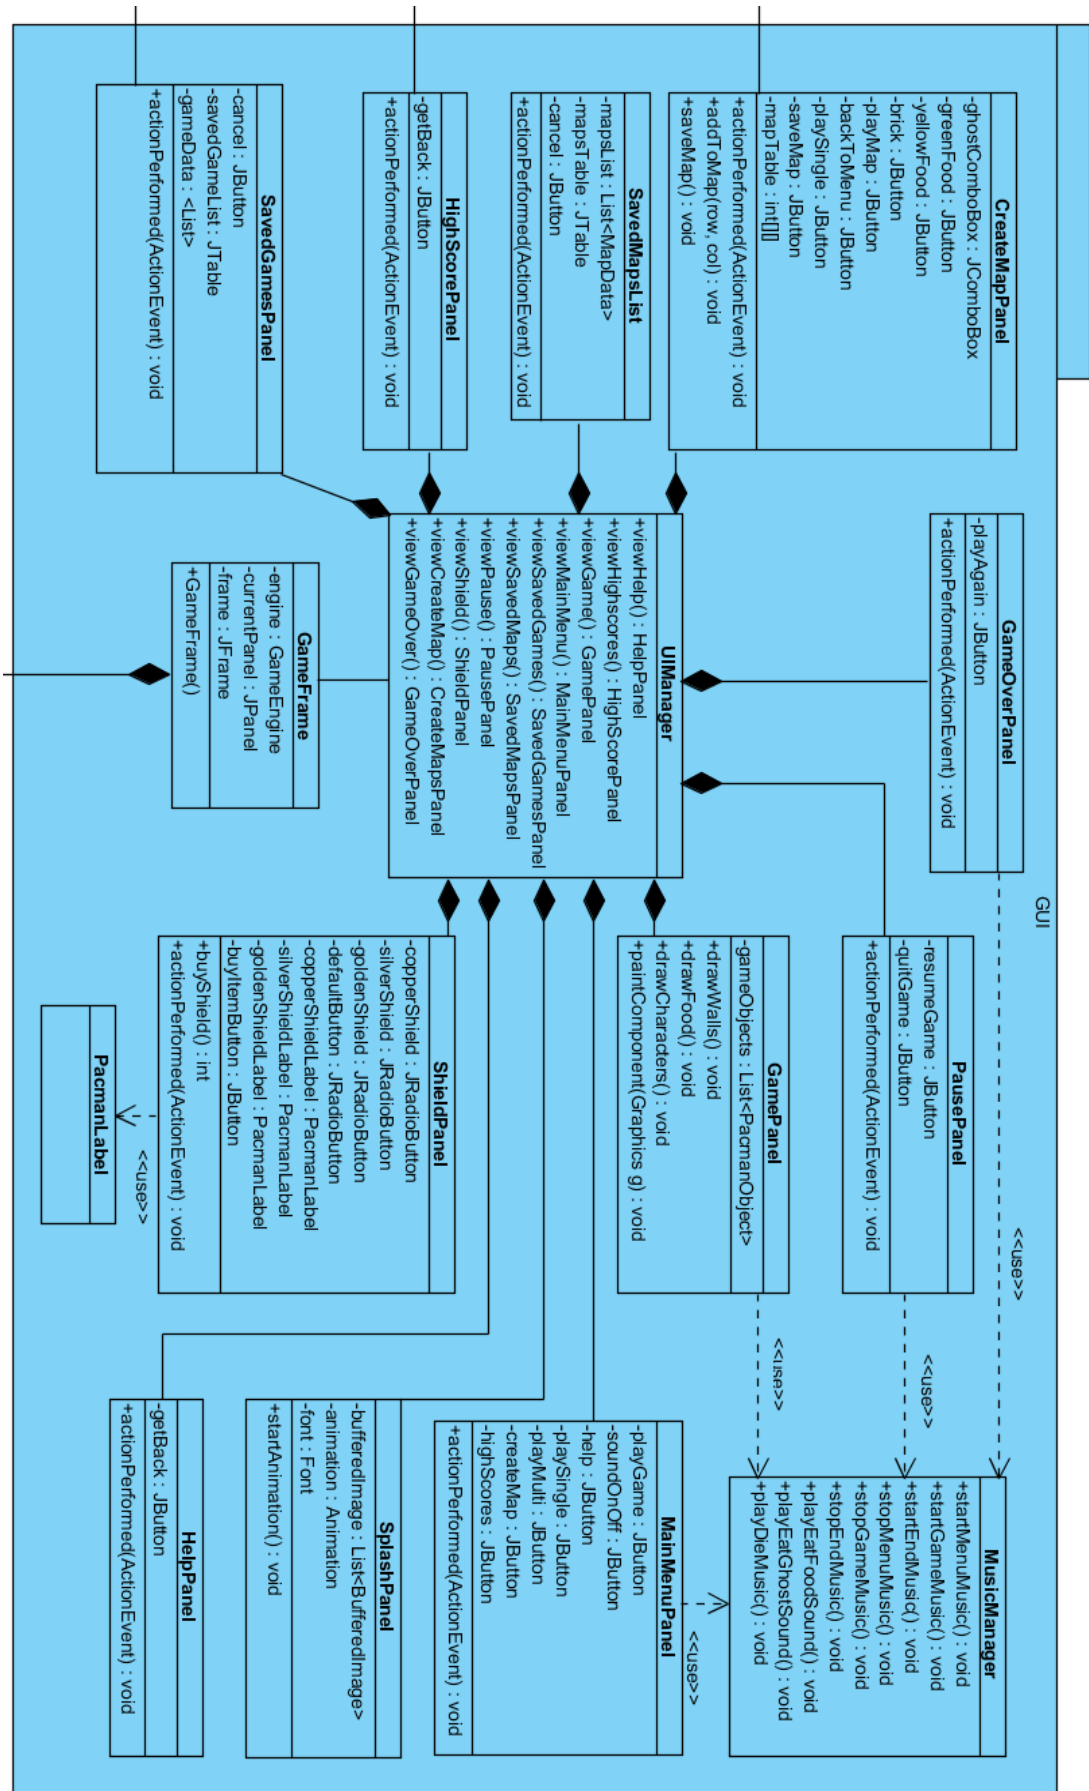 GUI
CreateMapPanel
-ghostComboBox : JComboBox
-greenFood : JButton
-yellowFood : JButton
-brick : JButton
-playMap : JButton
-backToMenu : JButton
-playSingle : JButton
-saveMap : JButton
-mapTable : int[][]
+actionPerformed(ActionEvent) : void
+addToMap(row, col) : void
+saveMap() : void
SavedMapsList
-mapsList : List<MapData>
-mapsTable : JTable
-cancel : JButton
+actionPerformed(ActionEvent) : void
HighScorePanel
-getBack : JButton
+actionPerformed(ActionEvent) : void
SavedGamesPanel
-cancel : JButton
-savedGameList : JTable
-gameData : <List>
+actionPerformed(ActionEvent) : void
GameOverPanel
-playAgain : JButton
+actionPerformed(ActionEvent) : void
UIManager
+viewHelp() : HelpPanel
+viewHighscores() : HighScorePanel
+viewGame() : GamePanel
+viewMainMenu() : MainMenuPanel
+viewSavedGames() : SavedGamesPanel
+viewSavedMaps() : SavedMapsPanel
+viewPause() : PausePanel
+viewShield() : ShieldPanel
+viewCreateMap() : CreateMapsPanel
+viewGameOver() : GameOverPanel
GameFrame
-engine : GameEngine
-currentPanel : JPanel
-frame : JFrame
+GameFrame()
PausePanel
-resumeGame : JButton
-quitGame : JButton
+actionPerformed(ActionEvent) : void
GamePanel
-gameObjects : List<PacmanObject>
+drawWalls() : void
+drawFood() : void
+drawCharacters() : void
+paintComponent(Graphics g) : void
ShieldPanel
-copperShield : JRadioButton
-silverShield : JRadioButton
-goldenShield : JRadioButton
-defaultButton : JRadioButton
-copperShieldLabel : PacmanLabel
-silverShieldLabel : PacmanLabel
-goldenShieldLabel : PacmanLabel
-buyItemButton : JButton
+buyShield() : int
+actionPerformed(ActionEvent) : void
<<use>>
PacmanLabel
<<use>>
<<use>>
<<use>>
<<use>>
MusicManager
+startMenuMusic() : void
+startGameMusic() : void
+startEndMusic() : void
+stopMenuMusic() : void
+stopGameMusic() : void
+stopEndMusic() : void
+playEatFoodSound() : void
+playEatGhostSound() : void
+playDieMusic() : void
MainMenuPanel
-playGame : JButton
-soundOnOff : JButton
-help : JButton
-playSingle : JButton
-playMulti : JButton
-createMap : JButton
-highScores : JButton
+actionPerformed(ActionEvent) : void
SplashPanel
-bufferedImage : List<BufferedImage>
-animation : Animation
-font : Font
+startAnimation() : void
HelpPanel
-getBack : JButton
+actionPerformed(ActionEvent) : void